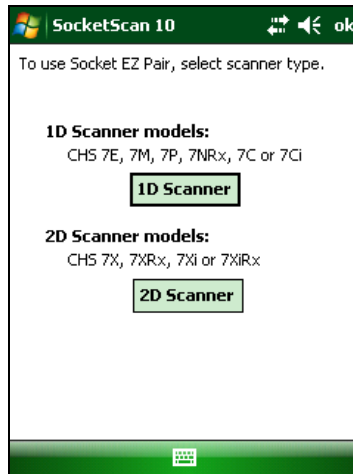 SocketScan 10 ok
To use Socket EZ Pair, select scanner type.
1D Scanner models:
CHS 7E, 7M, 7P, 7NRx, 7C or 7Ci
1D Scanner
2D Scanner models:
CHS 7X, 7XRx, 7Xi or 7XiRx
2D Scanner